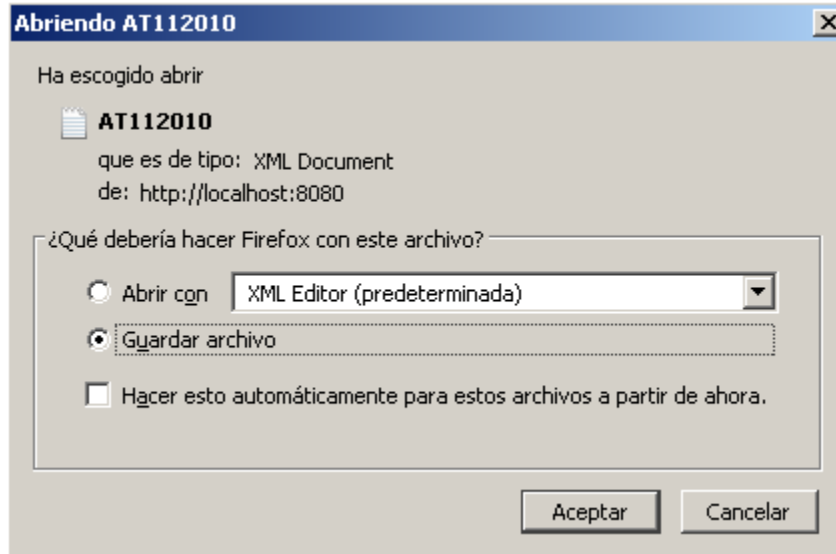 Abriendo AT112010
Ha escogido abrir
AT112010
que es de tipo: XML Document
de: http://localhost:8080
¿Qué debería hacer Firefox con este archivo?
Abrir con XML Editor (predeterminada)
Guardar archivo
Hacer esto automáticamente para estos archivos a partir de ahora.
Aceptar Cancelar